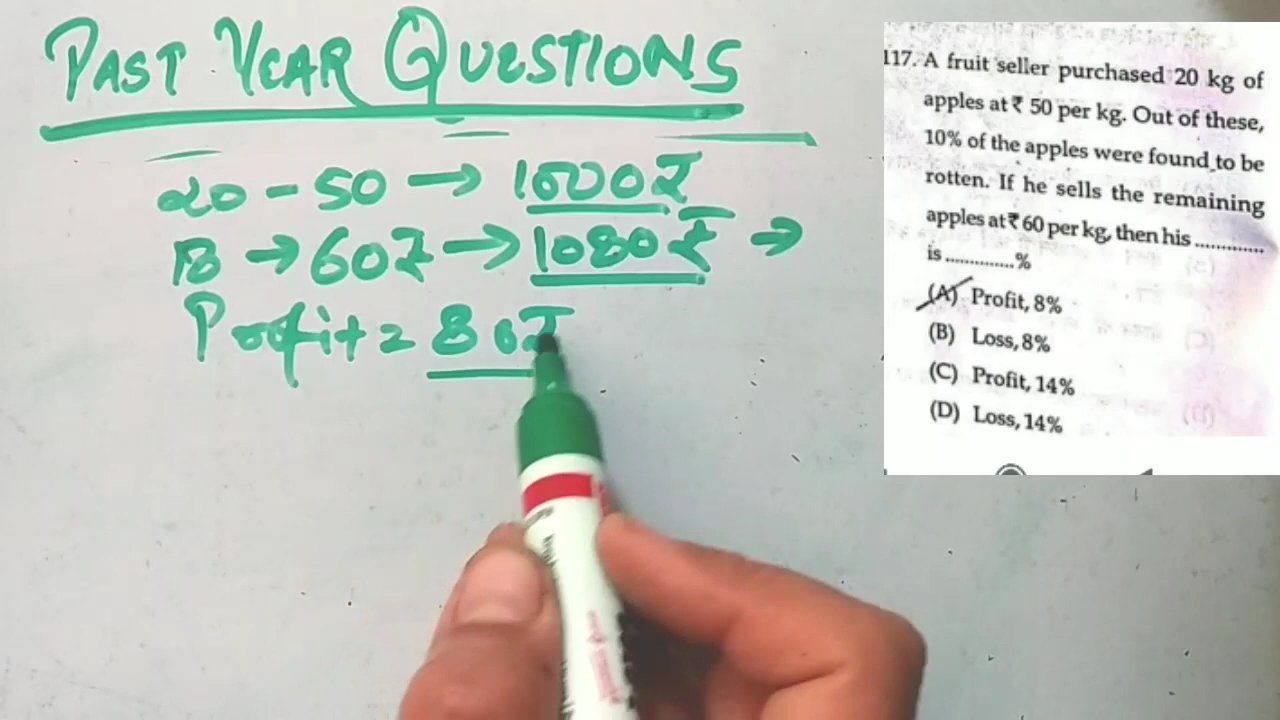 PAST YEAR QUESTIONS
20 - 50 → 1000₹
18 → 60₹ → 1080₹ →
Profit = 80₹
117. A fruit seller purchased 20 kg of
apples at ₹ 50 per kg. Out of these,
10% of the apples were found to be
rotten. If he sells the remaining
apples at ₹ 60 per kg, then his .............
is .............%
(A) Profit, 8%
(B) Loss, 8%
(C) Profit, 14%
(D) Loss, 14%